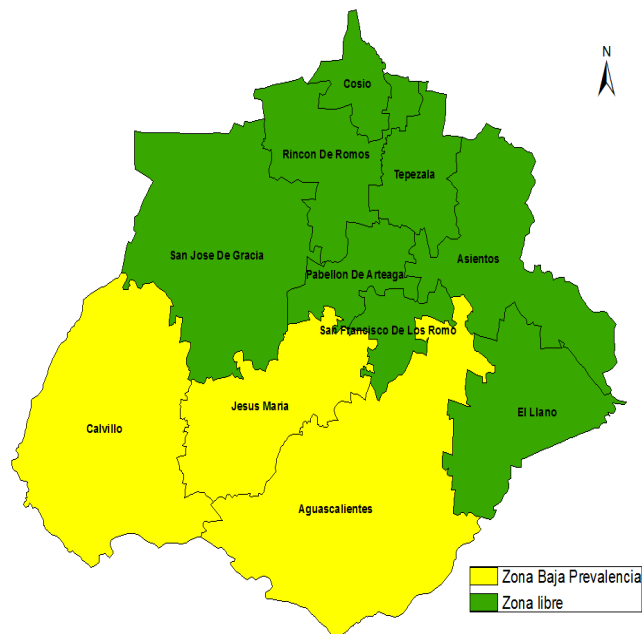 N
Cosio
Rincon De Romos
Tepezala
San Jose De Gracia
Asientos
Pabellon De Arteaga
San Francisco De Los Romo
Jesus Maria
El Llano
Calvillo
Aguascalientes
Zona Baja Prevalencia
Zona libre